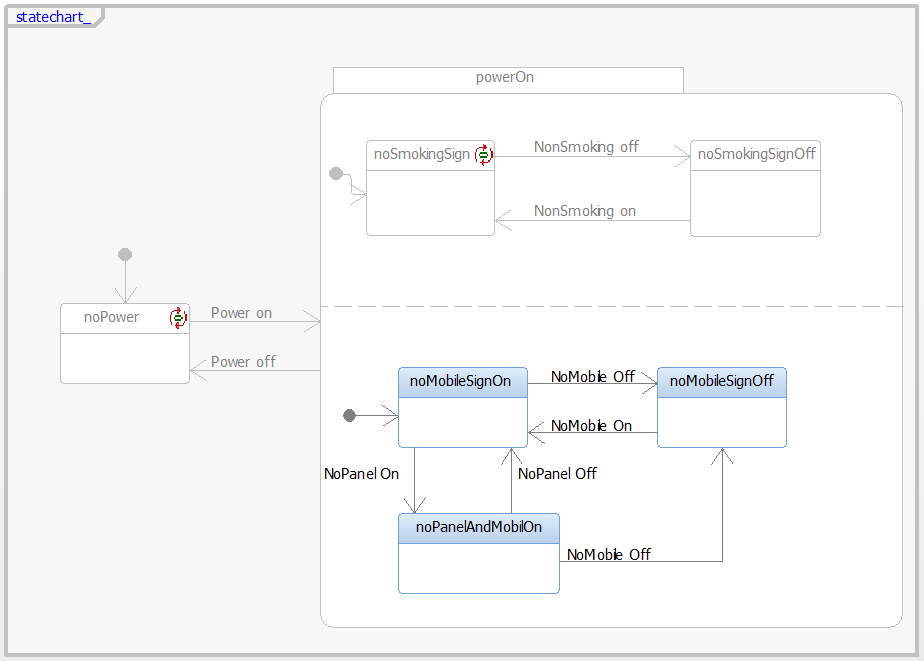 statechart_
powerOn
noSmokingSign
NonSmoking off
noSmokingSignOff
NonSmoking on
noPower
Power on
Power off
noMobileSignOn
NoMobile Off
noMobileSignOff
NoMobile On
NoPanel On
NoPanel Off
noPanelAndMobilOn
NoMobile Off